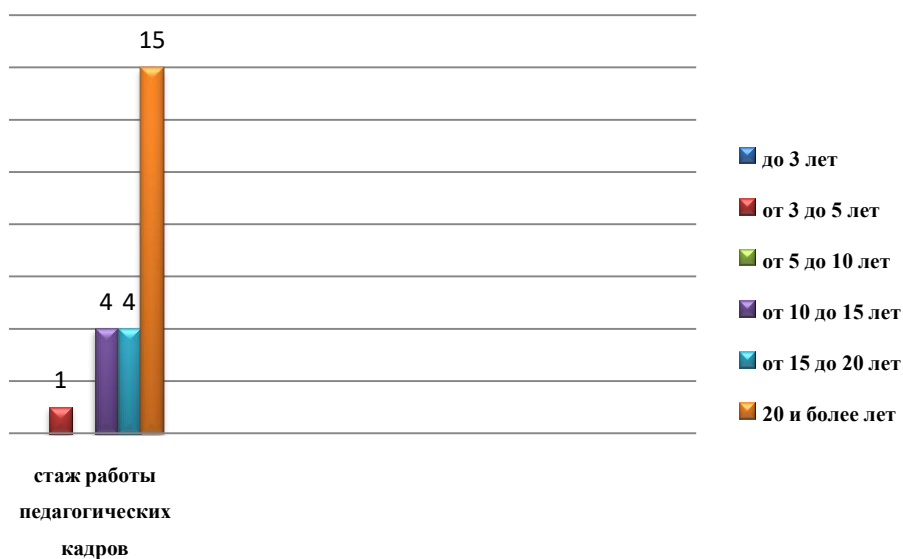 15
4 4
1
до 3 лет
от 3 до 5 лет
от 5 до 10 лет
от 10 до 15 лет
от 15 до 20 лет
20 и более лет
стаж работы
педагогических
кадров